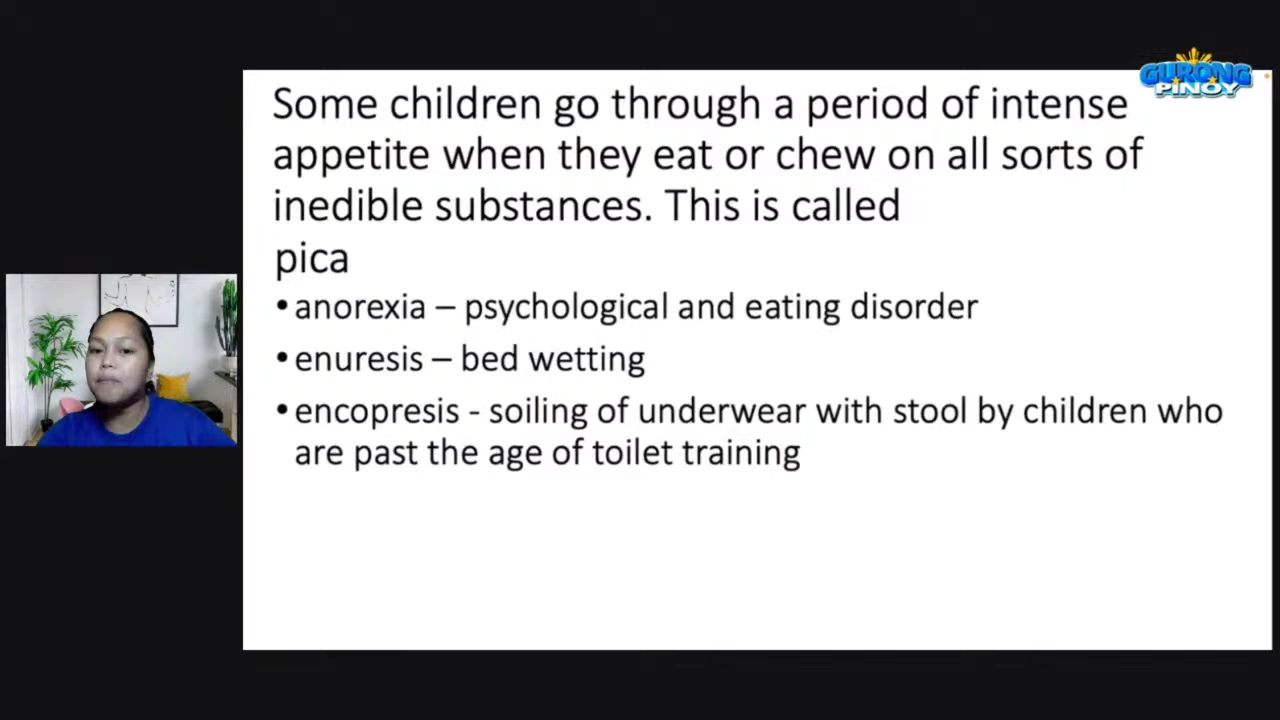 GURONG
PINOY
Some children go through a period of intense
appetite when they eat or chew on all sorts of
inedible substances. This is called
pica
• anorexia – psychological and eating disorder
• enuresis – bed wetting
• encopresis - soiling of underwear with stool by children who
are past the age of toilet training